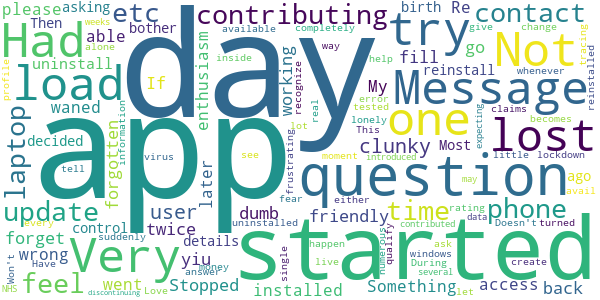 please asking etc contributing birth Re try Not contact
Then Had able bother day My go
uninstall enthusiasm fill reinstall
profile load If working Message
weeks alone available completely give change tracing
inside way help whenever reinstalled
recognize error tested real
laptop waned app one lost
decided forgotten information lot lonely This expecting claims becomes
clunky Most little lockdown
virus see moment introduced
tell frustrating question may avail
update later user dumb time phone ago
control twice fear either rating turned
friendly data Doesn't
forget wrong every suddenly details uninstalled numerous contributed ask
yiu happen qualify During windows create
Very started
feel went Stopped live several access back
Have money single let
NHS Won't answer installed Something
discontinuing Love